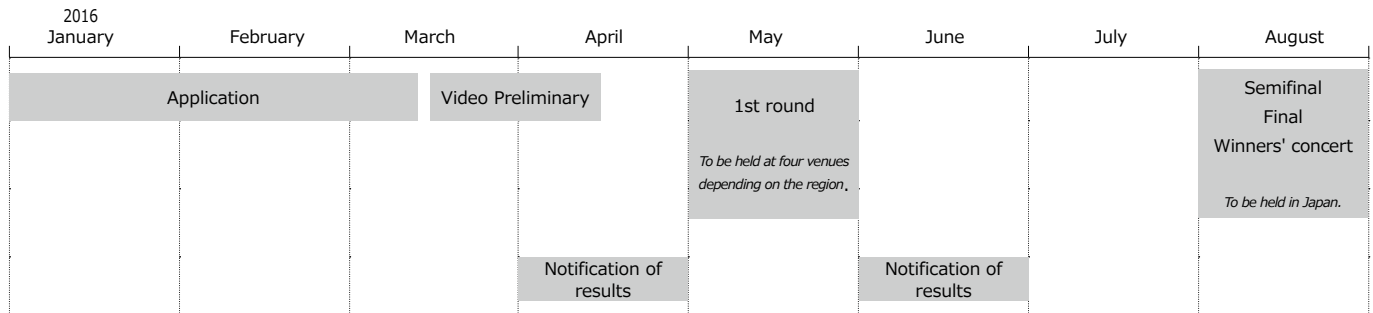 2016
January February March April May June July August
Application
Video Preliminary
1st round
To be held at four venues
depending on the region.
Semifinal
Final
Winners' concert
To be held in Japan.
Notification of
results
Notification of
results